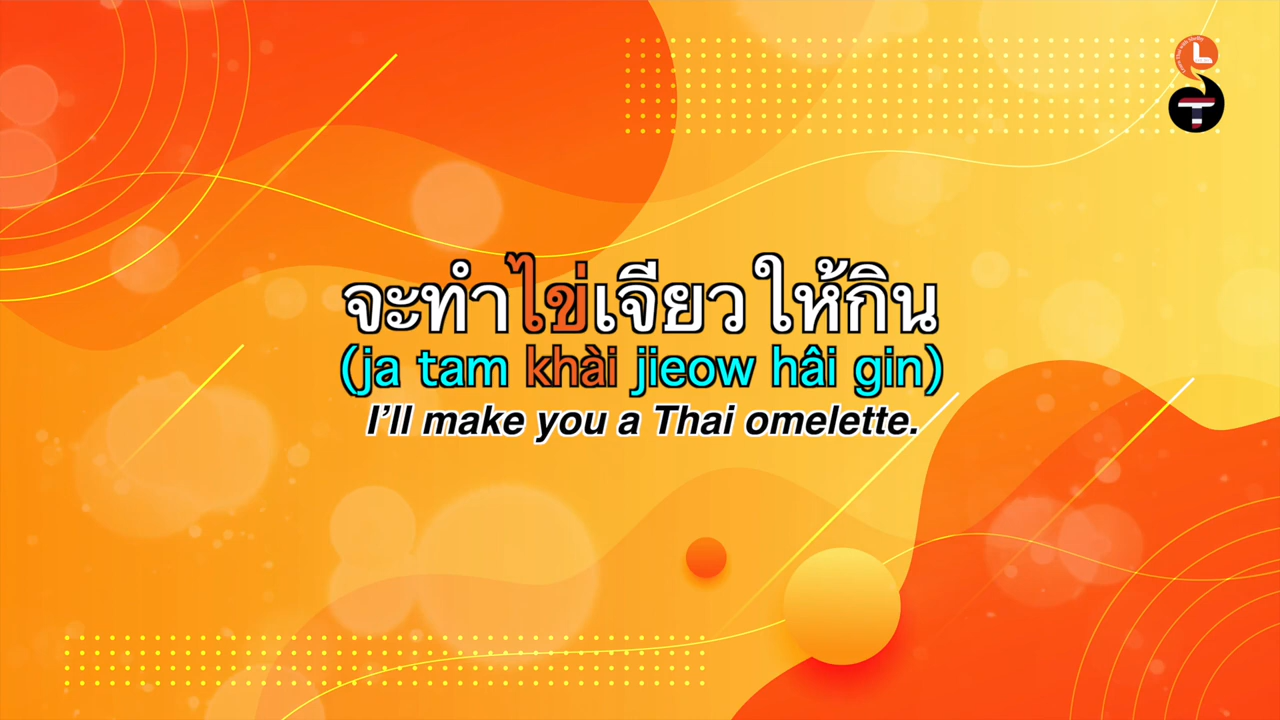 จะทำไข่เจียว ให้กิน
(ja tam khài jieow hâi gin)
I’ll make you a Thai omelette.
L
T